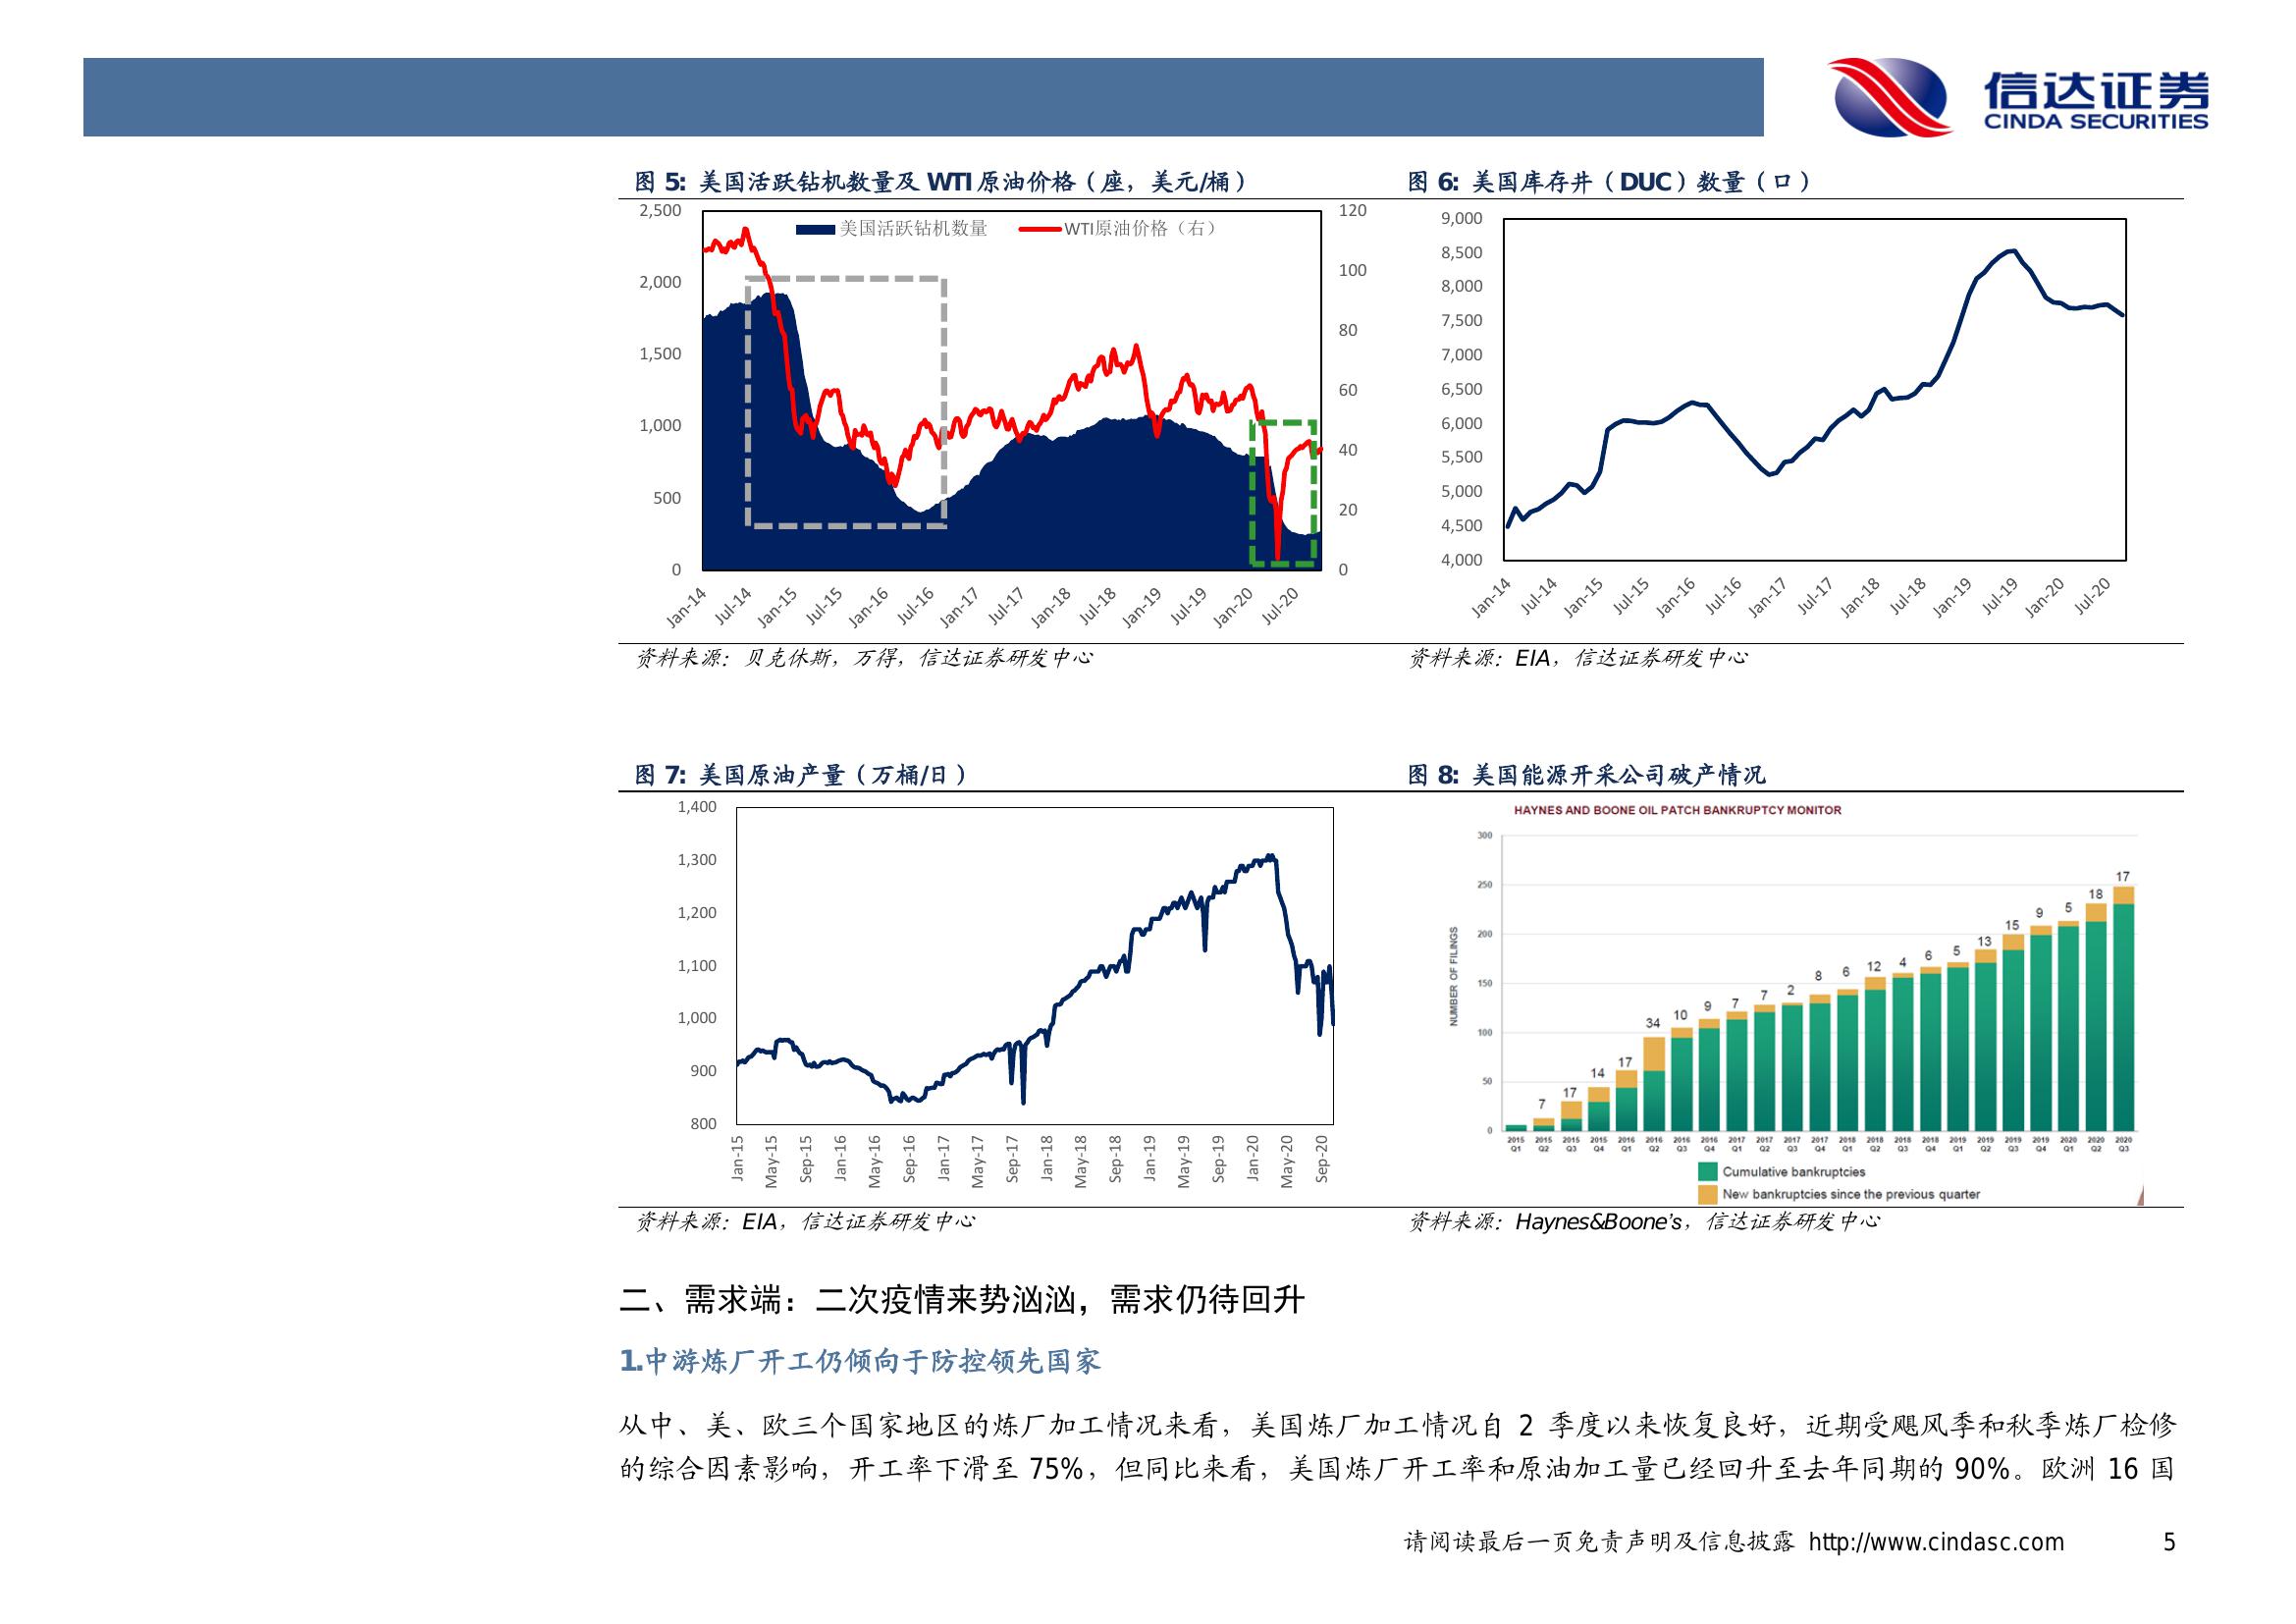 信达证券
CINDA SECURITIES
图 5: 美国活跃钻机数量及 WTI 原油价格（座，美元/桶）
2,500
2,000
1,500
1,000
500
0
美国活跃钻机数量
WTI原油价格（右）
120
100
80
60
40
20
0
Jan-14
Jul-14
Jan-15
Jul-15
Jan-16
Jul-16
Jan-17
Jul-17
Jan-18
Jul-18
Jan-19
Jul-19
Jan-20
Jul-20
资料来源：贝克休斯，万得，信达证券研发中心
图 6: 美国库存井（DUC）数量（口）
9,000
8,500
8,000
7,500
7,000
6,500
6,000
5,500
5,000
4,500
4,000
Jan-14
Jul-14
Jan-15
Jul-15
Jan-16
Jul-16
Jan-17
Jul-17
Jan-18
Jul-18
Jan-19
Jul-19
Jan-20
Jul-20
资料来源：EIA，信达证券研发中心
图 7: 美国原油产量（万桶/日）
1,400
1,300
1,200
1,100
1,000
900
800
Jan-15
May-15
Sep-15
Jan-16
May-16
Sep-16
Jan-17
May-17
Sep-17
Jan-18
May-18
Sep-18
Jan-19
May-19
Sep-19
Jan-20
May-20
Sep-20
资料来源：EIA，信达证券研发中心
图 8: 美国能源开采公司破产情况
HAYNES AND BOONE OIL PATCH BANKRUPTCY MONITOR
NUMBER OF FILINGS
300
250
200
150
100
50
0
7
17
14
17
34
10
9
7
7
2
8
6
12
4
6
5
13
15
9
5
18
17
2015 Q1
2015 Q2
2015 Q3
2015 Q4
2016 Q1
2016 Q2
2016 Q3
2016 Q4
2017 Q1
2017 Q2
2017 Q3
2017 Q4
2018 Q1
2018 Q2
2018 Q3
2018 Q4
2019 Q1
2019 Q2
2019 Q3
2019 Q4
2020 Q1
2020 Q2
2020 Q3
Cumulative bankruptcies
New bankruptcies since the previous quarter
资料来源：Haynes&Boone's，信达证券研发中心
二、需求端：二次疫情来势汹汹，需求仍待回升
1.中游炼厂开工仍倾向于防控领先国家
从中、美、欧三个国家地区的炼厂加工情况来看，美国炼厂加工情况自 2 季度以来恢复良好，近期受飓风季和秋季炼厂检修
的综合因素影响，开工率下滑至 75%，但同比来看，美国炼厂开工率和原油加工量已经回升至去年同期的 90%。欧洲 16 国
请阅读最后一页免责声明及信息披露 http://www.cindasc.com 5